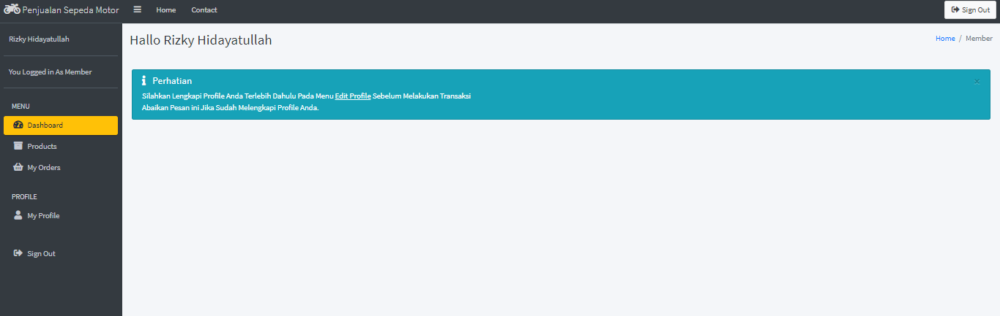 Penjualan Sepeda Motor
Home
Contact
Sign Out
Rizky Hidayatullah
You Logged in As Member
MENU
Dashboard
Products
My Orders
PROFILE
My Profile
Sign Out
Hallo Rizky Hidayatullah
Home / Member
Perhatian
×
Silahkan Lengkapi Profile Anda Terlebih Dahulu Pada Menu Edit Profile Sebelum Melakukan Transaksi
Abaikan Pesan ini Jika Sudah Melengkapi Profile Anda.